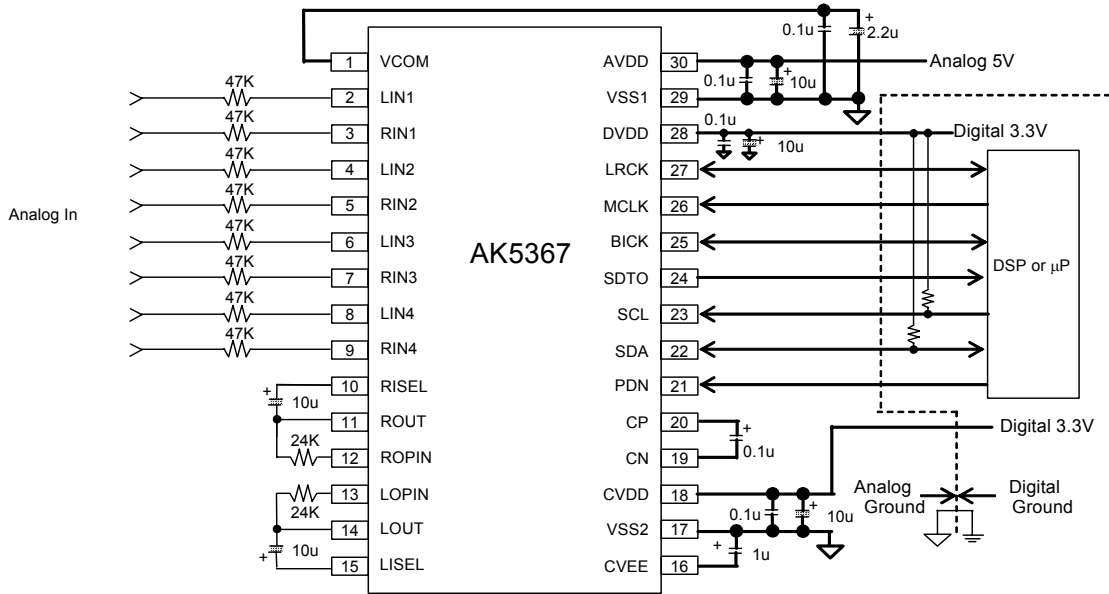 0.1u
+
2.2u
1 VCOM
AVDD 30
Analog 5V
47K
0.1u
+
10u
2 LIN1
VSS1 29
47K
0.1u
3 RIN1
DVDD 28
+
10u
Digital 3.3V
47K
4 LIN2
LRCK 27
47K
Analog In
5 RIN2
MCLK 26
47K
6 LIN3
BICK 25
AK5367
47K
7 RIN3
SDTO 24
DSP or µP
47K
8 LIN4
SCL 23
47K
9 RIN4
SDA 22
10 RISEL
PDN 21
+
10u
11 ROUT
CP 20
+
Digital 3.3V
24K
12 ROPIN
CN 19
0.1u
13 LOPIN
CVDD 18
24K
0.1u
+
10u
Analog
Ground
Digital
Ground
14 LOUT
VSS2 17
+
10u
+
1u
15 LISEL
CVEE 16